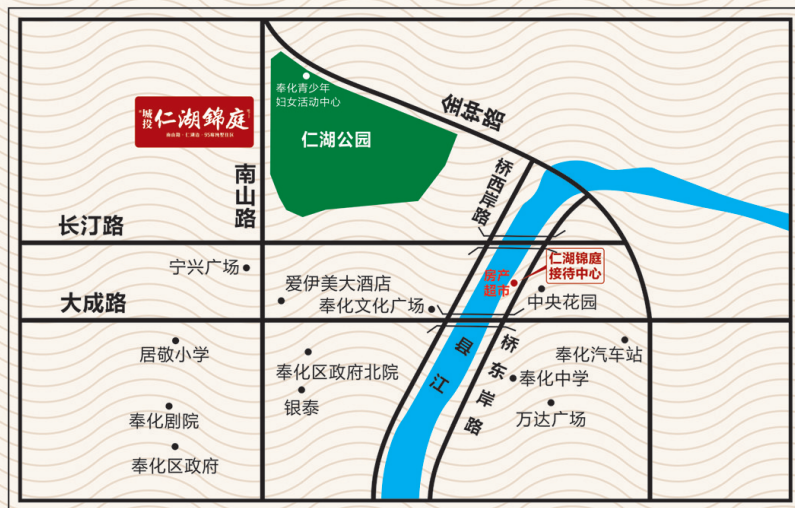 奉化青少年
妇女活动中心
仁湖公园
金钟路
城投
仁湖錦庭
南山路
桥西岸路
长汀路
宁兴广场
爱伊美大酒店
奉化文化广场
房产
超市
仁湖锦庭
接待中心
中央花园
大成路
居敬小学
奉化区政府北院
银泰
县江
桥东岸路
奉化汽车站
奉化中学
万达广场
奉化剧院
奉化区政府